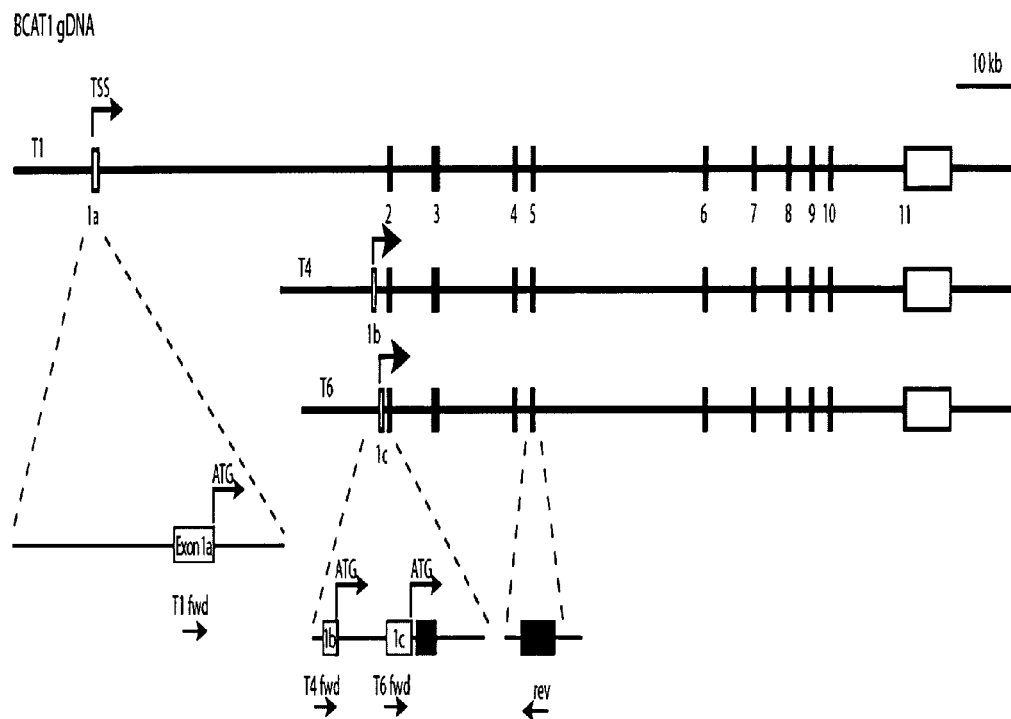 BCAT1 gDNA
10 kb
TSS
T1
1a
2
3
4
5
6
7
8
9
10
11
T4
1b
T6
1c
ATG
Exon 1a
T1 fwd
ATG
ATG
1b
1c
T4 fwd
T6 fwd
rev